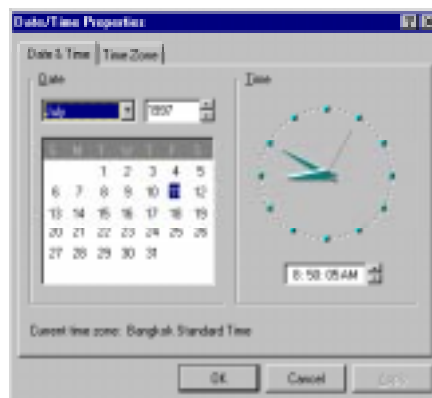 Date/Time Properties
Date & Time Time Zone
Date
Time
July 1997
S M T W T F S
1 2 3 4 5
6 7 8 9 10 11 12
13 14 15 16 17 18 19
20 21 22 23 24 25 26
27 28 29 30 31
8:50:05 AM
Current time zone: Bangkok Standard Time
OK Cancel Apply